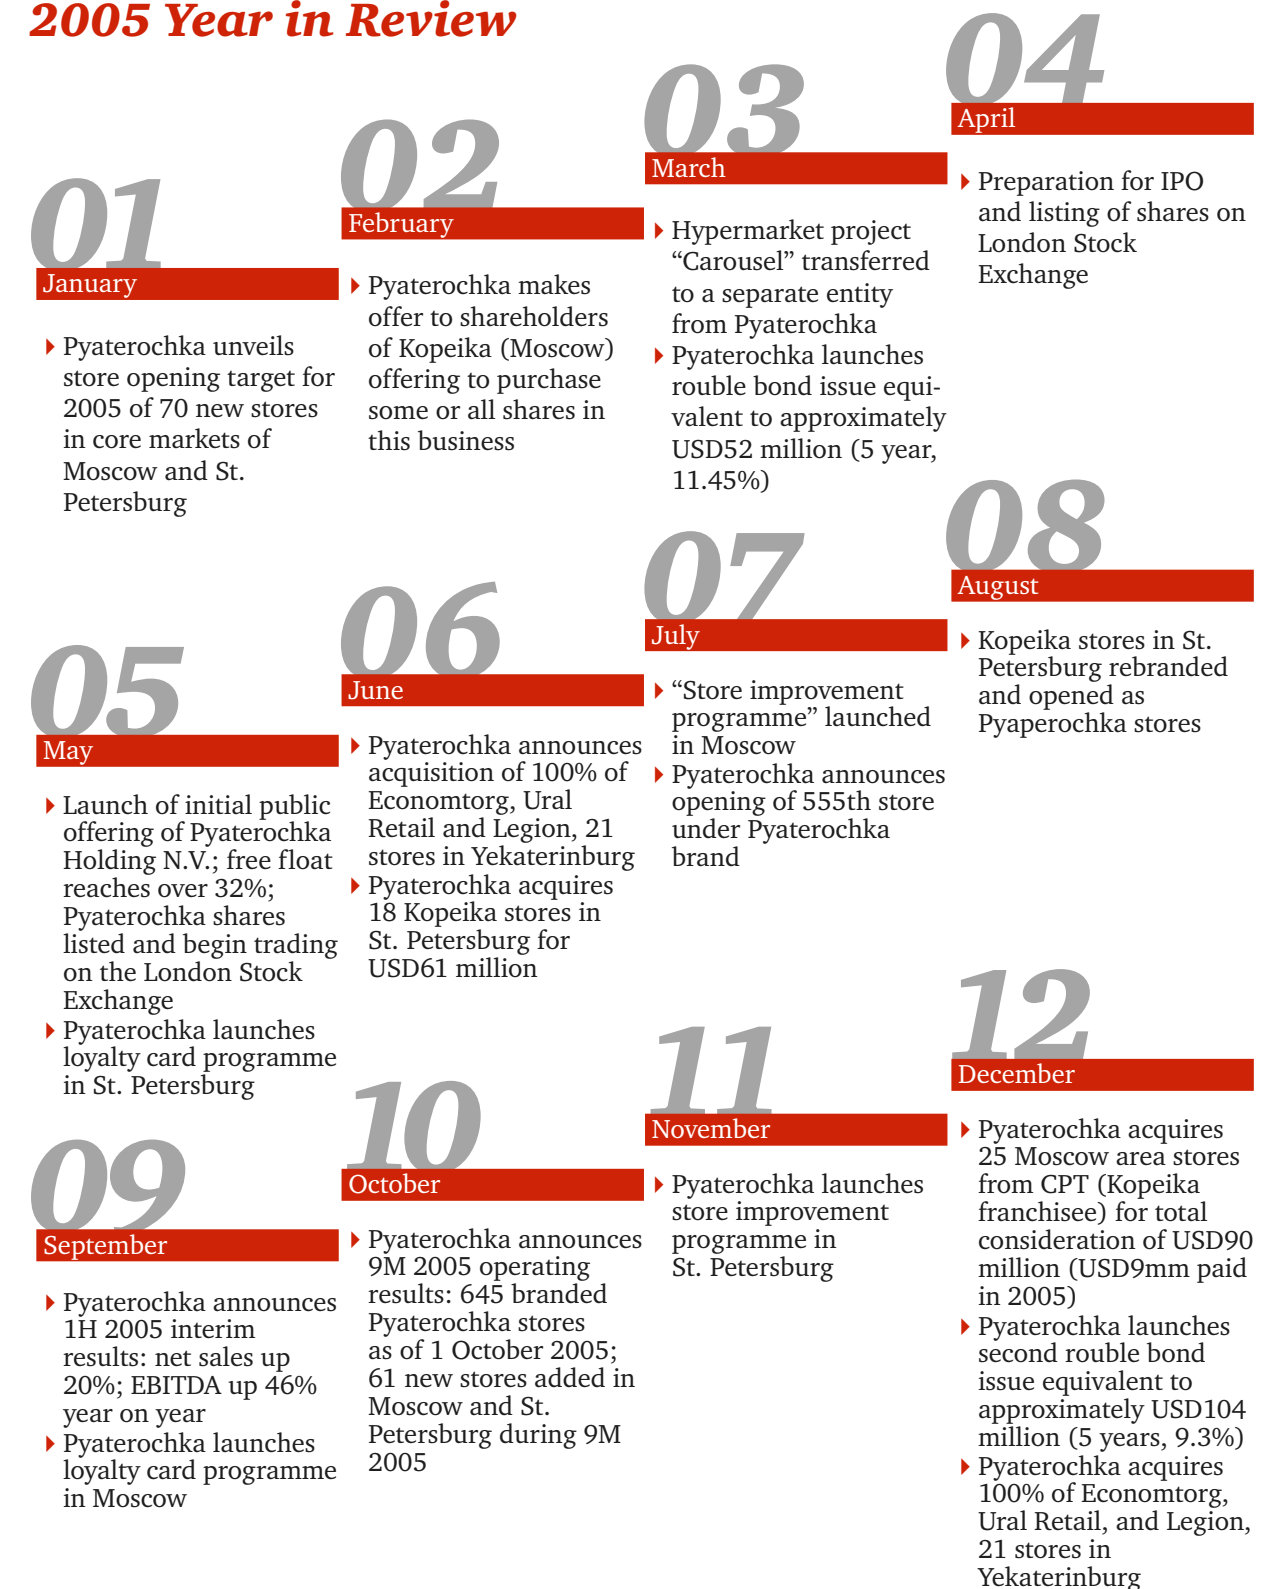 2005 Year in Review
01
January
Pyaterochka unveils
store opening target for
2005 of 70 new stores
in core markets of
Moscow and St.
Petersburg
02
February
Pyaterochka makes
offer to shareholders
of Kopeika (Moscow)
offering to purchase
some or all shares in
this business
03
March
Hypermarket project
“Carousel” transferred
to a separate entity
from Pyaterochka
Pyaterochka launches
rouble bond issue equi-
valent to approximately
USD52 million (5 year,
11.45%)
04
April
Preparation for IPO
and listing of shares on
London Stock
Exchange
05
May
Launch of initial public
offering of Pyaterochka
Holding N.V.; free float
reaches over 32%;
Pyaterochka shares
listed and begin trading
on the London Stock
Exchange
Pyaterochka launches
loyalty card programme
in St. Petersburg
06
June
Pyaterochka announces
acquisition of 100% of
Economtorg, Ural
Retail and Legion, 21
stores in Yekaterinburg
Pyaterochka acquires
18 Kopeika stores in
St. Petersburg for
USD61 million
07
July
“Store improvement
programme” launched
in Moscow
Pyaterochka announces
opening of 555th store
under Pyaterochka
brand
08
August
Kopeika stores in St.
Petersburg rebranded
and opened as
Pyaperochka stores
09
September
Pyaterochka announces
1H 2005 interim
results: net sales up
20%; EBITDA up 46%
year on year
Pyaterochka launches
loyalty card programme
in Moscow
10
October
Pyaterochka announces
9M 2005 operating
results: 645 branded
Pyaterochka stores
as of 1 October 2005;
61 new stores added in
Moscow and St.
Petersburg during 9M
2005
11
November
Pyaterochka launches
store improvement
programme in
St. Petersburg
12
December
Pyaterochka acquires
25 Moscow area stores
from CPT (Kopeika
franchisee) for total
consideration of USD90
million (USD9mm paid
in 2005)
Pyaterochka launches
second rouble bond
issue equivalent to
approximately USD104
million (5 years, 9.3%)
Pyaterochka acquires
100% of Economtorg,
Ural Retail, and Legion,
21 stores in
Yekaterinburg